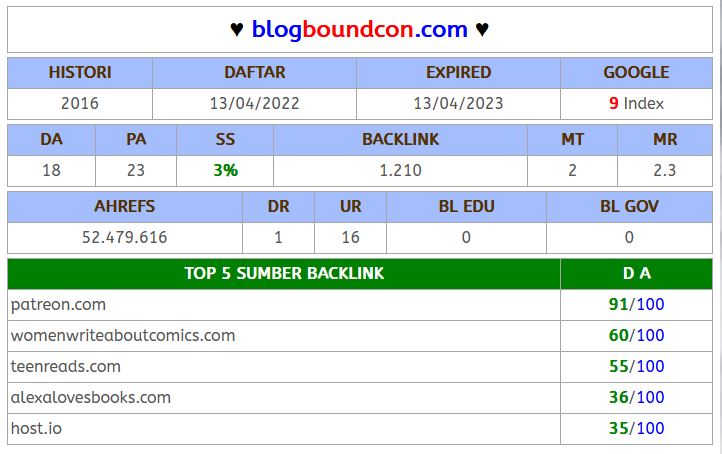 ♥ blogboundcon.com ♥
HISTORI DAFTAR EXPIRED GOOGLE
2016 13/04/2022 13/04/2023 9 Index
DA PA SS BACKLINK MT MR
18 23 3% 1.210 2 2.3
AHREFS DR UR BL EDU BL GOV
52.479.616 1 16 0 0
TOP 5 SUMBER BACKLINK D A
patreon.com 91/100
womenwriteaboutcomics.com 60/100
teenreads.com 55/100
alexalovesbooks.com 36/100
host.io 35/100